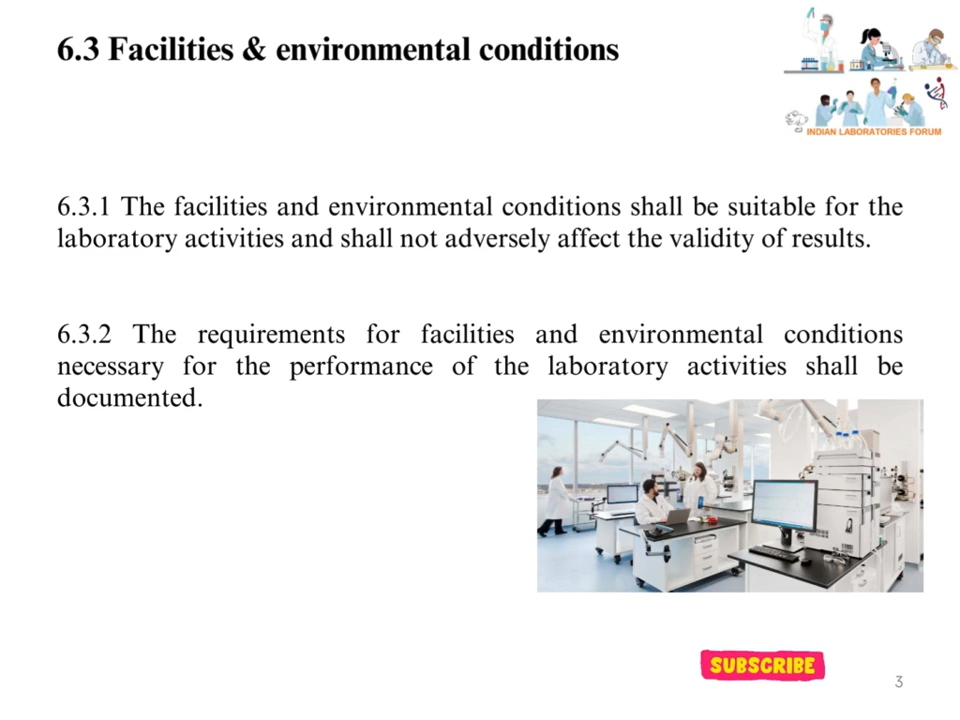 6.3 Facilities & environmental conditions
INDIAN LABORATORIES FORUM
6.3.1 The facilities and environmental conditions shall be suitable for the
laboratory activities and shall not adversely affect the validity of results.
6.3.2 The requirements for facilities and environmental conditions
necessary for the performance of the laboratory activities shall be
documented.
SUBSCRIBE
3